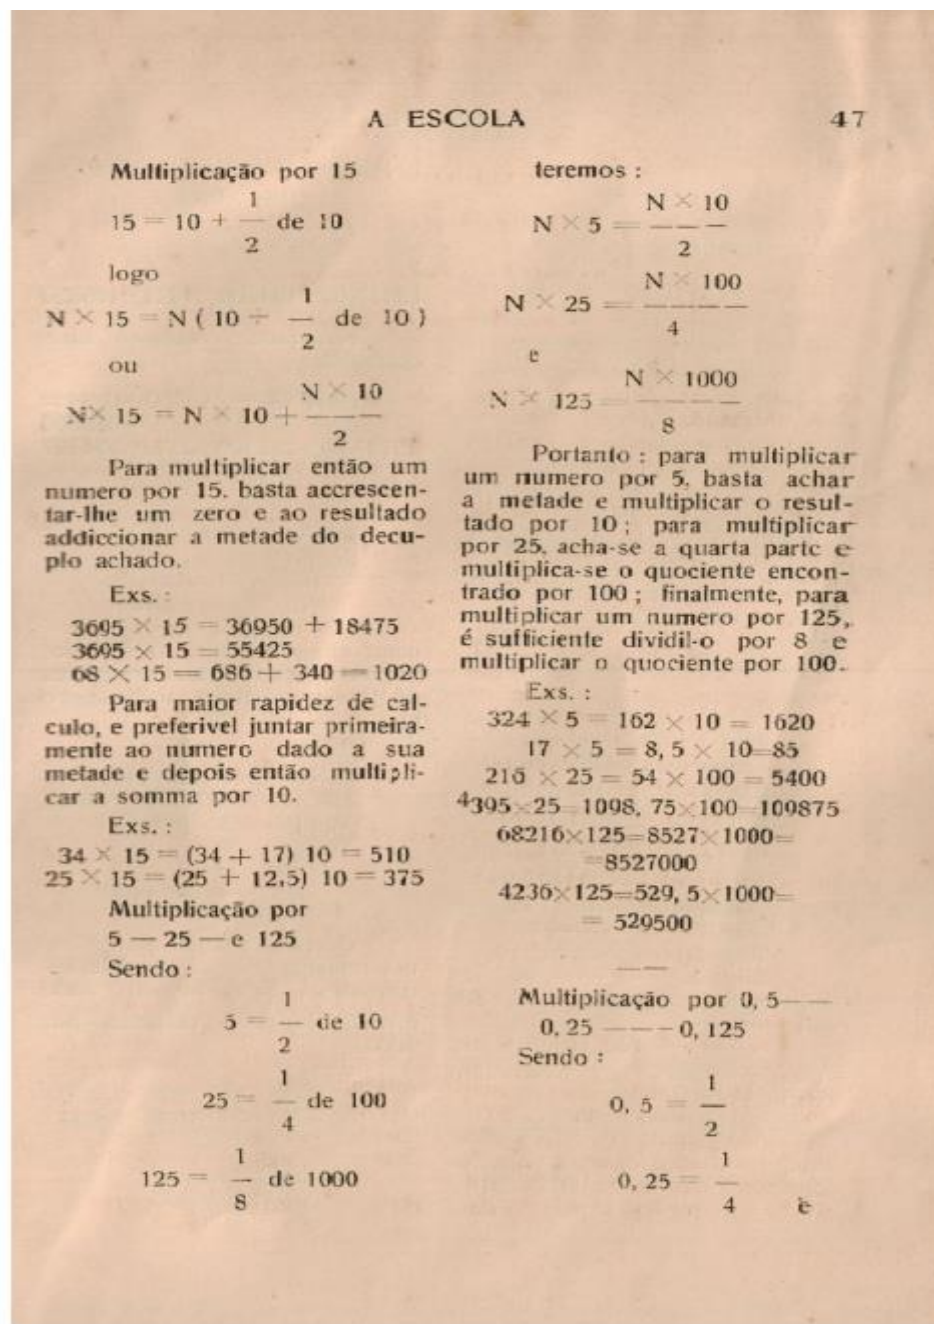 A ESCOLA 47
Multiplicação por 15
1
15 = 10 + — de 10
2
logo
1
N × 15 = N ( 10 ÷ — de 10 )
2
ou
N × 10
N× 15 = N × 10 + ———
2
Para multiplicar então um
numero por 15. basta accrescen-
tar-lhe um zero e ao resultado
addiccionar a metade do decu-
plo achado.
Exs. :
3695 × 15 = 36950 + 18475
3695 × 15 = 55425
68 × 15 = 686 + 340 = 1020
Para maior rapidez de cal-
culo, e preferivel juntar primeira-
mente ao numero dado a sua
metade e depois então multipli-
car a somma por 10.
Exs. :
34 × 15 = (34 + 17) 10 = 510
25 × 15 = (25 + 12,5) 10 = 375
Multiplicação por
5 — 25 — e 125
Sendo :
1
5 = — de 10
2
1
25 = — de 100
4
1
125 = — de 1000
8
teremos :
N × 10
N × 5 = ———
2
N × 100
N × 25 = ————
4
e
N × 1000
N × 125 = ————
8
Portanto : para multiplicar
um numero por 5, basta achar
a metade e multiplicar o resul-
tado por 10 ; para multiplicar
por 25, acha-se a quarta parte e
multiplica-se o quociente encon-
trado por 100 ; finalmente, para
multiplicar um numero por 125,
é sufficiente dividil-o por 8 e
multiplicar o quociente por 100.
Exs. :
324 × 5 = 162 × 10 = 1620
17 × 5 = 8, 5 × 10=85
216 × 25 = 54 × 100 = 5400
4395×25=1098, 75×100=109875
68216×125=8527×1000=
=8527000
4236×125=529, 5×1000=
= 529500
——
Multiplicação por 0, 5——
0, 25 ——— 0, 125
Sendo :
1
0, 5 = —
2
1
0, 25 = —
4 e